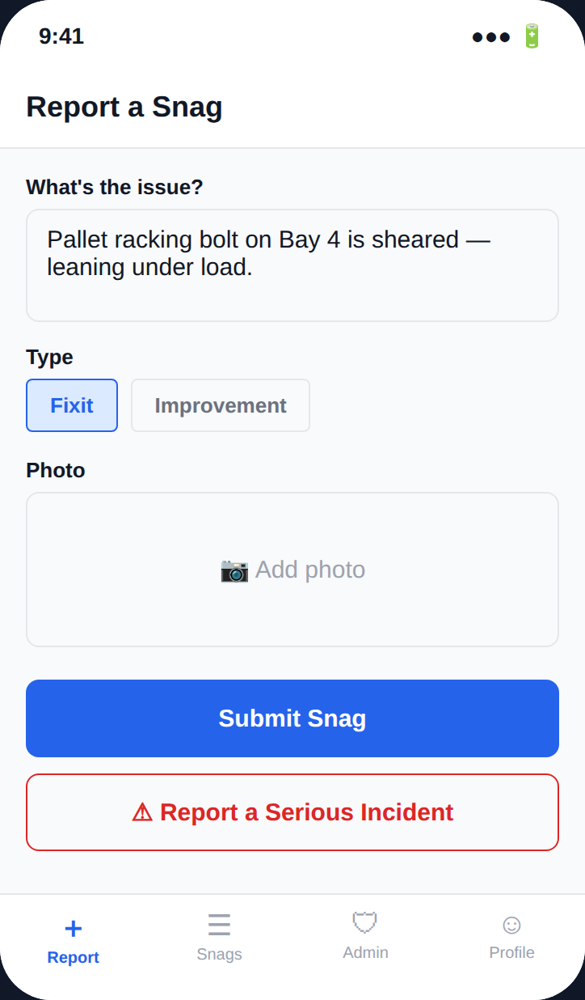 9:41
Report a Snag
What's the issue?
Pallet racking bolt on Bay 4 is sheared —
leaning under load.
Type
Fixit Improvement
Photo
📷 Add photo
Submit Snag
⚠ Report a Serious Incident
+ ☰ 🛡 ☺
Report Snags Admin Profile